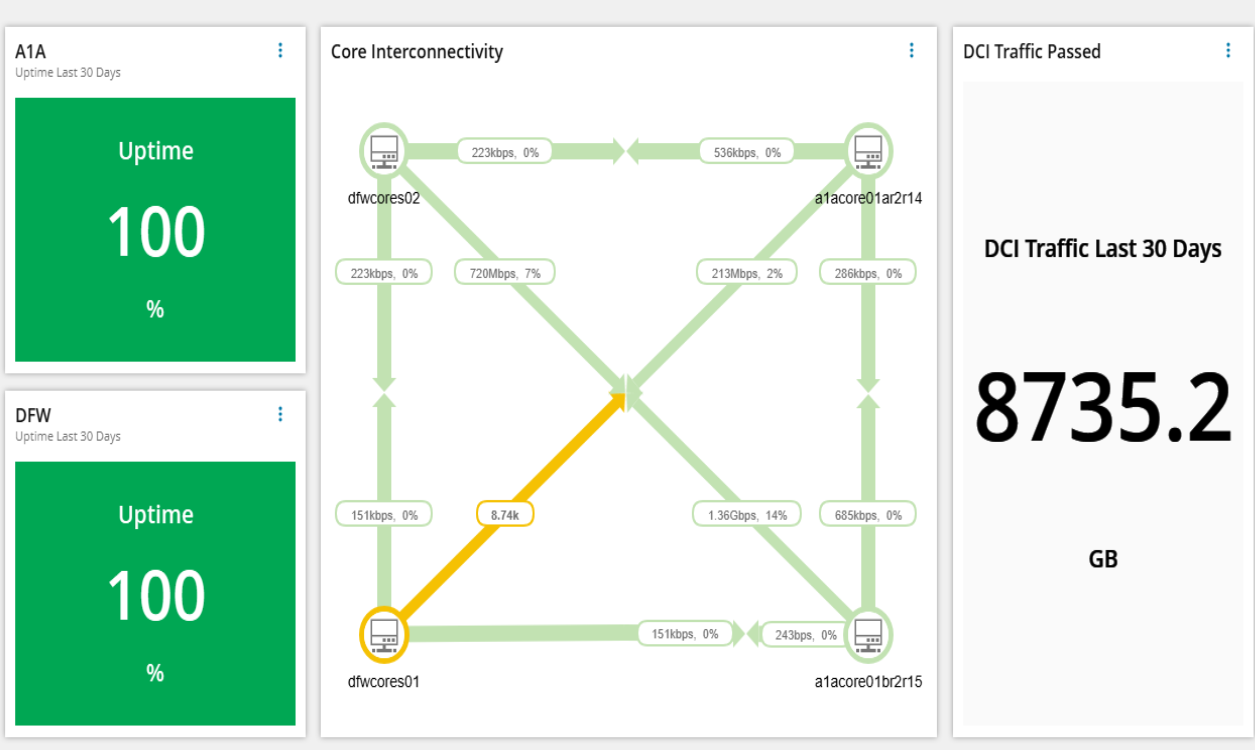 A1A
Uptime Last 30 Days
Uptime
100
%
DFW
Uptime Last 30 Days
Uptime
100
%
Core Interconnectivity
223kbps, 0%
536kbps, 0%
dfwcores02
a1acore01ar2r14
223kbps, 0%
720Mbps, 7%
213Mbps, 2%
286kbps, 0%
151kbps, 0%
8.74k
1.36Gbps, 14%
685kbps, 0%
151kbps, 0%
243bps, 0%
dfwcores01
a1acore01br2r15
DCI Traffic Passed
DCI Traffic Last 30 Days
8735.2
GB